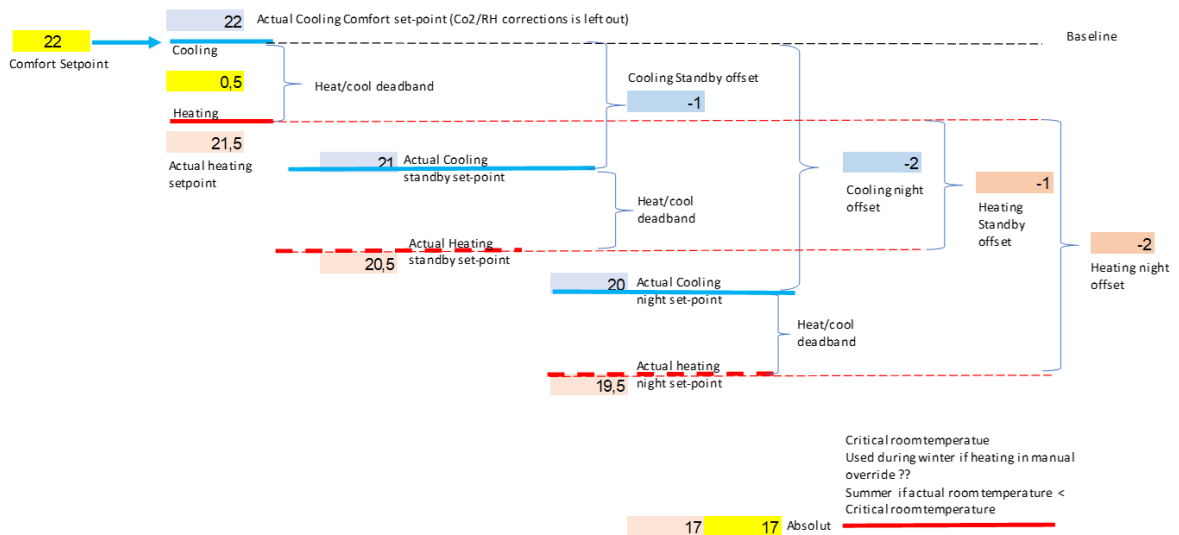 22
Actual Cooling Comfort set-point (Co2/RH corrections is left out)
22
Comfort Setpoint
Cooling
Baseline
0,5
Heat/cool deadband
Cooling Standby offset
-1
Heating
21,5
Actual heating
setpoint
21
Actual Cooling
standby set-point
-2
Cooling night
offset
-1
Heating
Standby
offset
Heat/cool
deadband
Actual Heating
standby set-point
20,5
-2
Heating night
offset
20
Actual Cooling
night set-point
Heat/cool
deadband
Actual heating
night set-point
19,5
Critical room temperatue
Used during winter if heating in manual
override ??
Summer if actual room temperature <
Critical room temperature
17
17
Absolut